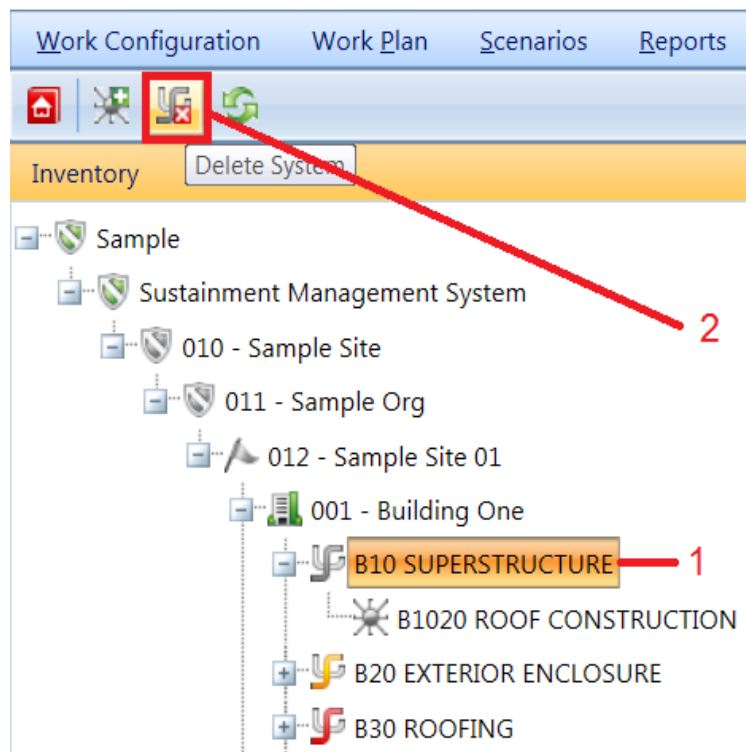 Work Configuration Work Plan Scenarios Reports
Inventory Delete System
Sample
Sustainment Management System
2
010 - Sample Site
011 - Sample Org
012 - Sample Site 01
001 - Building One
B10 SUPERSTRUCTURE 1
B1020 ROOF CONSTRUCTION
B20 EXTERIOR ENCLOSURE
B30 ROOFING